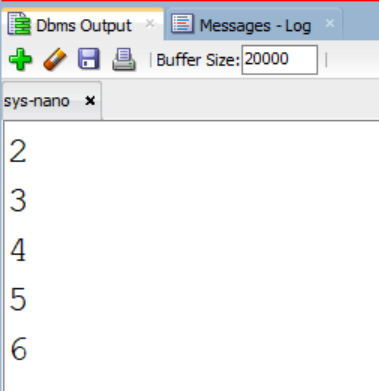 Dbms Output × Messages - Log ×
Buffer Size: 20000
sys-nano ×
2
3
4
5
6